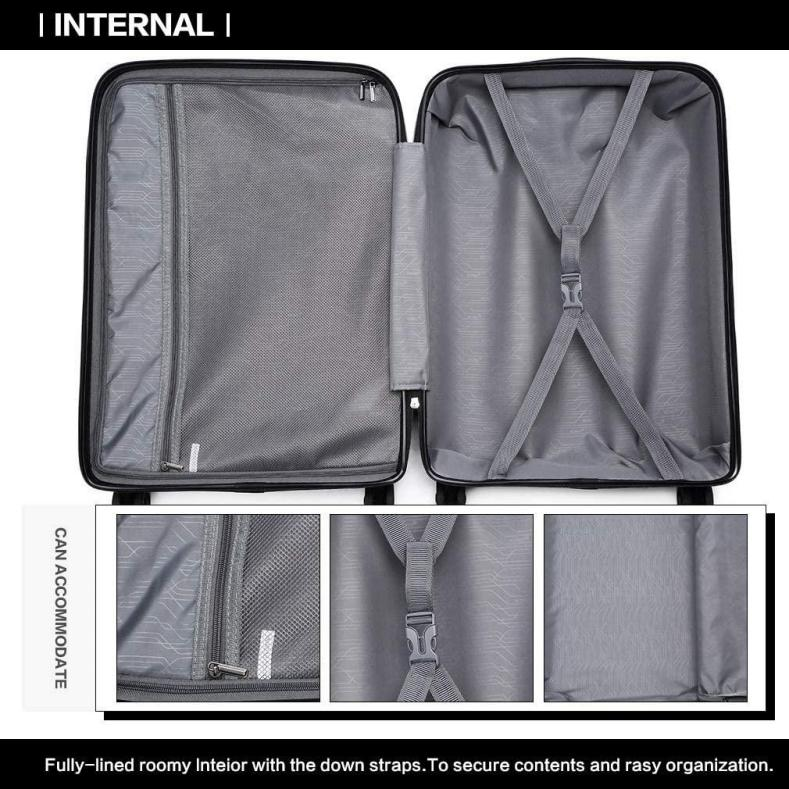 | INTERNAL |
CAN ACCOMMODATE
Fully-lined roomy Inteior with the down straps.To secure contents and rasy organization.